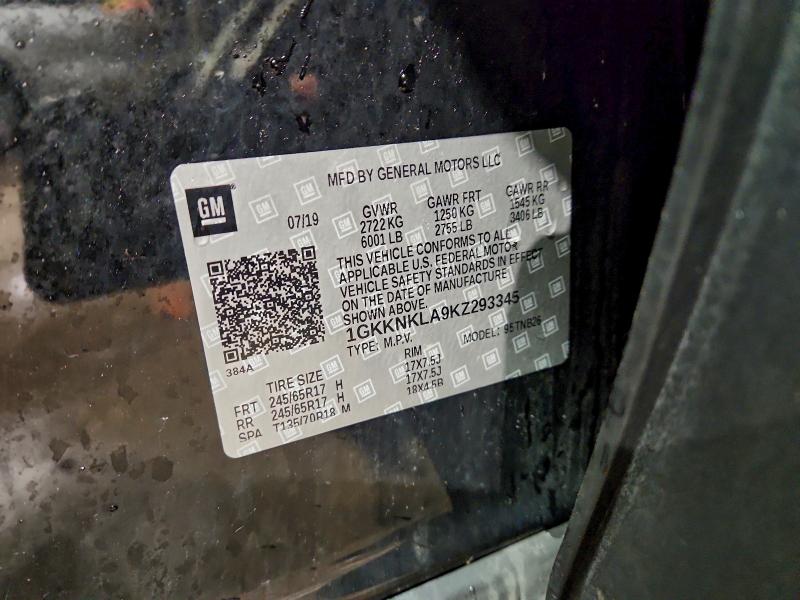 MFD BY GENERAL MOTORS LLC
GM
07/19
GVWR GAWR FRT GAWR RR
2722 KG 1250 KG 1545 KG
6001 LB 2755 LB 3406 LB
THIS VEHICLE CONFORMS TO ALL
APPLICABLE U.S. FEDERAL MOTOR
VEHICLE SAFETY STANDARDS IN EFFECT
ON THE DATE OF MANUFACTURE
SHOWN ABOVE.
1GKKNKLA9KZ293345
TYPE: M.P.V. MODEL:
384A
TIRE SIZE RIM
FRT 245/65R17 H 17X7.5J
RR 245/65R17 H 17X7.5J
SPA T135/70R18 M 18X4.5B